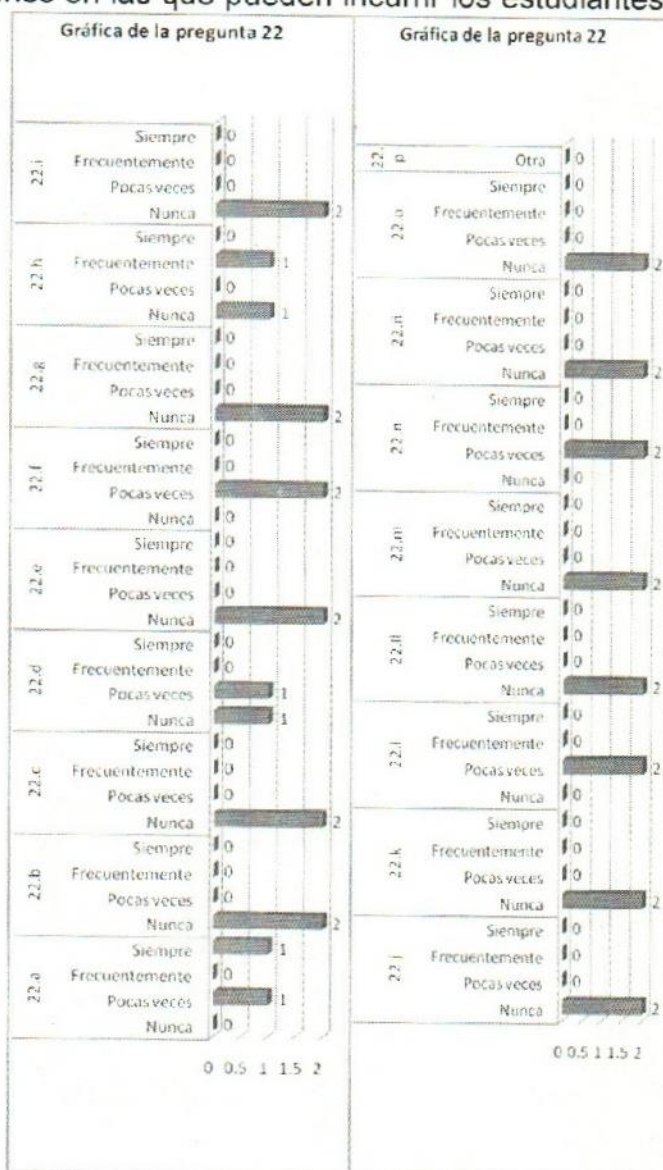 Gráfica de la pregunta 22
22.i
Siempre 0
Frecuentemente 0
Pocas veces 0
Nunca 2
22.h
Siempre 0
Frecuentemente 1
Pocas veces 0
Nunca 1
22.g
Siempre 0
Frecuentemente 0
Pocas veces 0
Nunca 2
22.f
Siempre 0
Frecuentemente 0
Pocas veces 2
Nunca 0
22.e
Siempre 0
Frecuentemente 0
Pocas veces 0
Nunca 2
22.d
Siempre 0
Frecuentemente 0
Pocas veces 1
Nunca 1
22.c
Siempre 0
Frecuentemente 0
Pocas veces 0
Nunca 2
22.b
Siempre 0
Frecuentemente 0
Pocas veces 0
Nunca 2
22.a
Siempre 1
Frecuentemente 0
Pocas veces 1
Nunca 0
0 0.5 1 1.5 2
Gráfica de la pregunta 22
22.p
Otra 0
22.o
Siempre 0
Frecuentemente 0
Pocas veces 0
Nunca 2
Siempre 0
Frecuentemente 0
Pocas veces 0
Nunca 2
22.n
Siempre 0
Frecuentemente 0
Pocas veces 2
Nunca 0
22.m
Siempre 0
Frecuentemente 0
Pocas veces 0
Nunca 2
22.ll
Siempre 0
Frecuentemente 0
Pocas veces 0
Nunca 2
22.l
Siempre 0
Frecuentemente 0
Pocas veces 2
Nunca 0
22.k
Siempre 0
Frecuentemente 0
Pocas veces 0
Nunca 2
22.j
Siempre 0
Frecuentemente 0
Pocas veces 0
Nunca 2
0 0.5 1 1.5 2